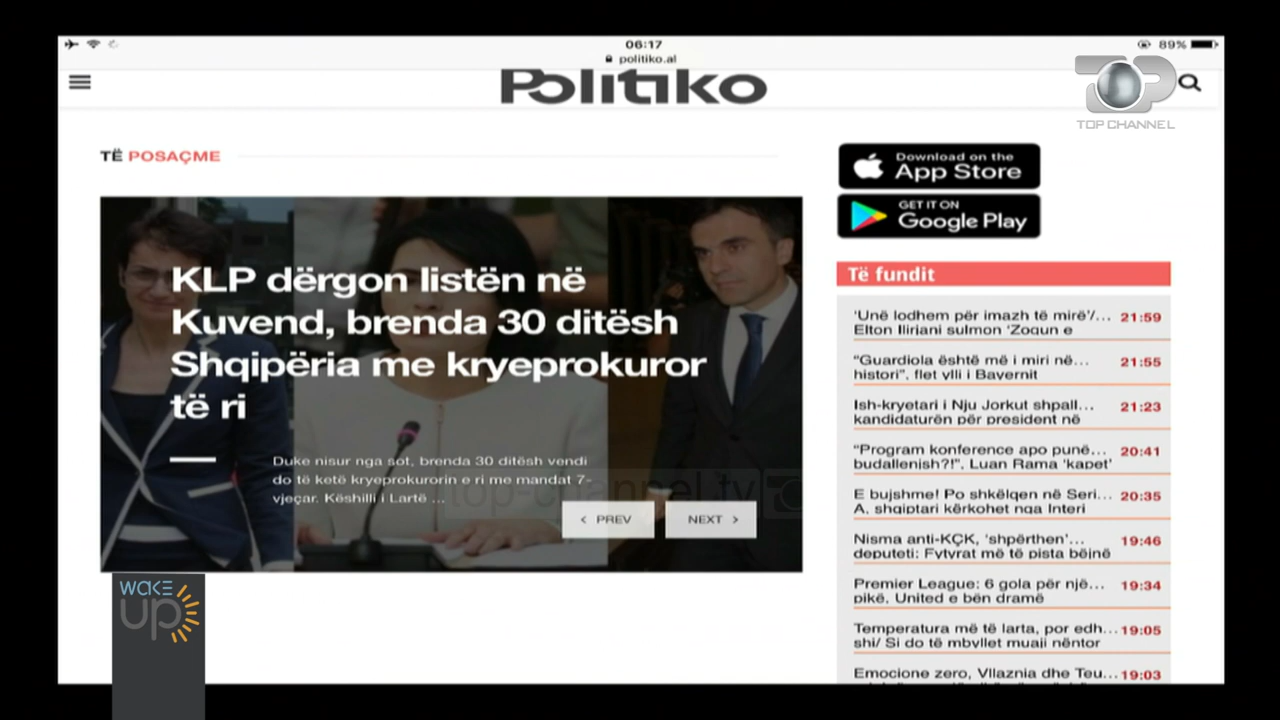 06:17
89%
politiko.al
Politiko
TOP CHANNEL
TË POSAÇME
Download on the
App Store
GET IT ON
Google Play
KLP dërgon listën në
Kuvend, brenda 30 ditësh
Shqipëria me kryeprokuror
të ri
Duke nisur nga sot, brenda 30 ditësh vendi
do të ketë kryeprokurorin e ri me mandat 7-
vjeçar. Këshilli i Lartë ...
top-channel.tv
< PREV
NEXT >
Të fundit
'Unë lodhem për imazh të mirë'/... 21:59
Elton Iliriani sulmon 'Zogun e
"Guardiola është më i miri në... 21:55
histori", flet ylli i Bavernit
Ish-kryetari i Nju Jorkut shpall... 21:23
kandidaturën për president në
"Program konference apo punë... 20:41
budallenish?!", Luan Rama 'kapet'
E bujshme! Po shkëlqen në Seri... 20:35
A, shqiptari kërkohet nga Interi
Nisma anti-KÇK, 'shpërthen'... 19:46
deputeti: Fytyrat më të pista bëjnë
Premier League: 6 gola për një... 19:34
pikë, United e bën dramë
Temperatura më të larta, por edh... 19:05
shi/ Si do të mbyllet muaji nëntor
Emocione zero, Vllaznia dhe Teu... 19:03
WAKE
up